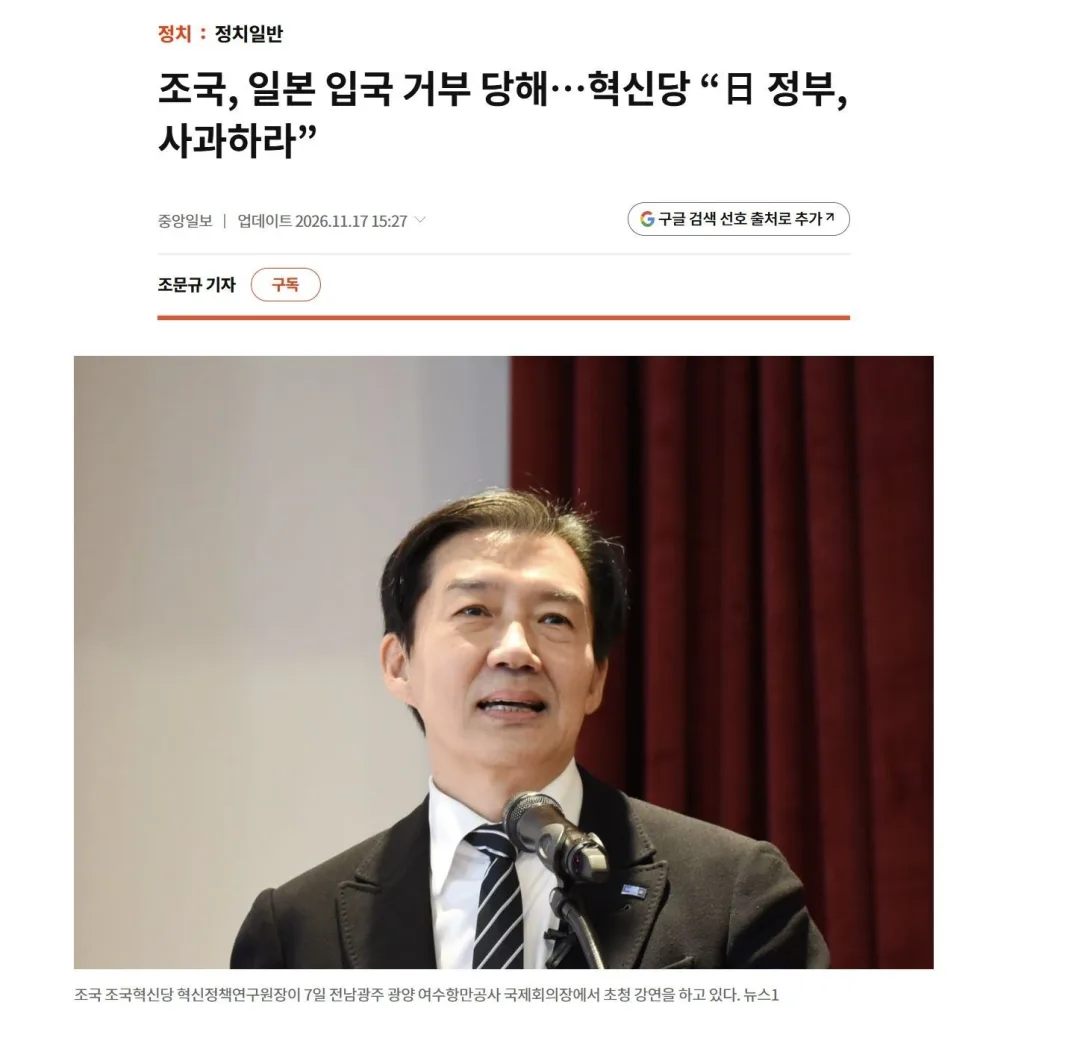 정치 : 정치일반
조국, 일본 입국 거부 당해…혁신당 “日 정부,
사과하라”
중앙일보 | 업데이트 2026.11.17 15:27
구글 검색 선호 출처로 추가
조문규 기자 구독
조국 조국혁신당 혁신정책연구원장이 7일 전남광주 광양 여수항만공사 국제회의장에서 초청 강연을 하고 있다. 뉴스1